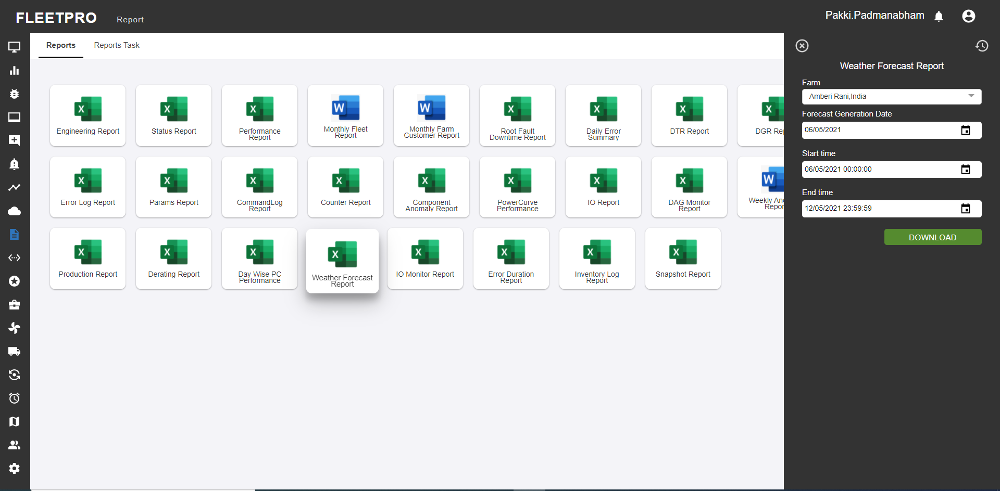 FLEETPRO
Report
Pakki.Padmanabham
Reports
Reports Task
Engineering Report
Status Report
Performance
Report
Monthly Fleet
Report
Monthly Farm
Customer Report
Root Fault
Downtime Report
Daily Error
Summary
DTR Report
DGR Rep
Error Log Report
Params Report
CommandLog
Report
Counter Report
Component
Anomaly Report
PowerCurve
Performance
IO Report
DAG Monitor
Report
Weekly Ano
Repor
Production Report
Derating Report
Day Wise PC
Performance
Weather Forecast
Report
IO Monitor Report
Error Duration
Report
Inventory Log
Report
Snapshot Report
Weather Forecast Report
Farm
Amberi Rani,India
Forecast Generation Date
06/05/2021
Start time
06/05/2021 00:00:00
End time
12/05/2021 23:59:59
DOWNLOAD